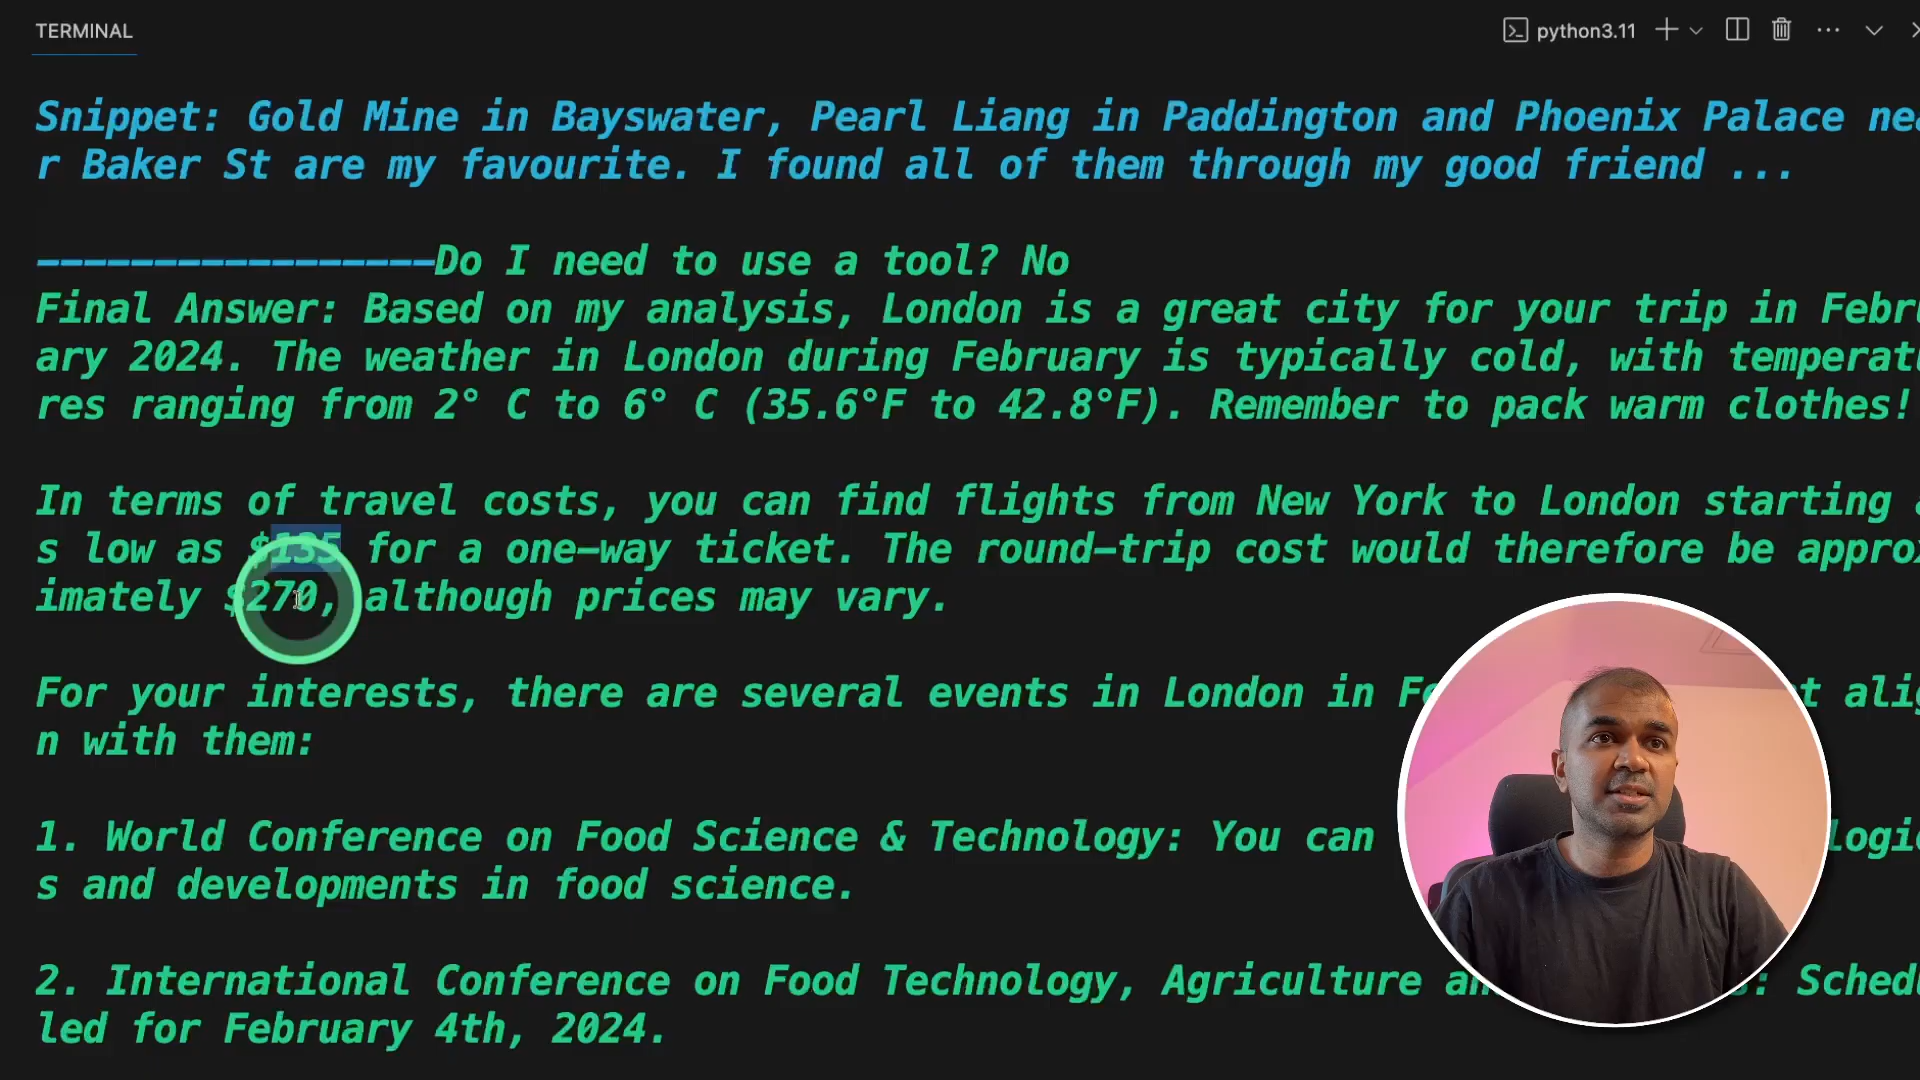 TERMINAL
python3.11
Snippet: Gold Mine in Bayswater, Pearl Liang in Paddington and Phoenix Palace nea
r Baker St are my favourite. I found all of them through my good friend ...
-----------------Do I need to use a tool? No
Final Answer: Based on my analysis, London is a great city for your trip in Febru
ary 2024. The weather in London during February is typically cold, with temperatu
res ranging from 2° C to 6° C (35.6°F to 42.8°F). Remember to pack warm clothes!
In terms of travel costs, you can find flights from New York to London starting a
s low as $135 for a one-way ticket. The round-trip cost would therefore be approx
imately $270, although prices may vary.
For your interests, there are several events in London in alig
n with them:
1. World Conference on Food Science & Technology: You can
s and developments in food science.
2. International Conference on Food Technology, Agriculture Schedu
led for February 4th, 2024.